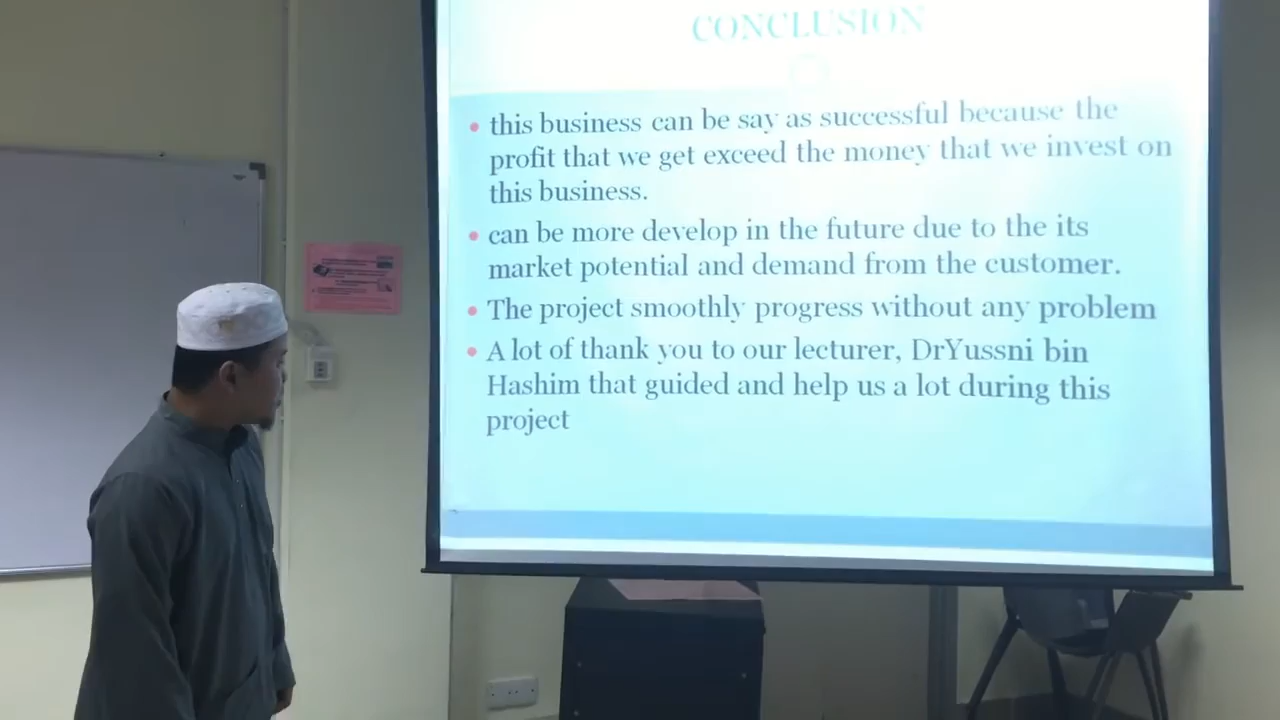 CONCLUSION
this business can be say as successful because the
profit that we get exceed the money that we invest on
this business.
can be more develop in the future due to the its
market potential and demand from the customer.
The project smoothly progress without any problem
A lot of thank you to our lecturer, DrYussni bin
Hashim that guided and help us a lot during this
project